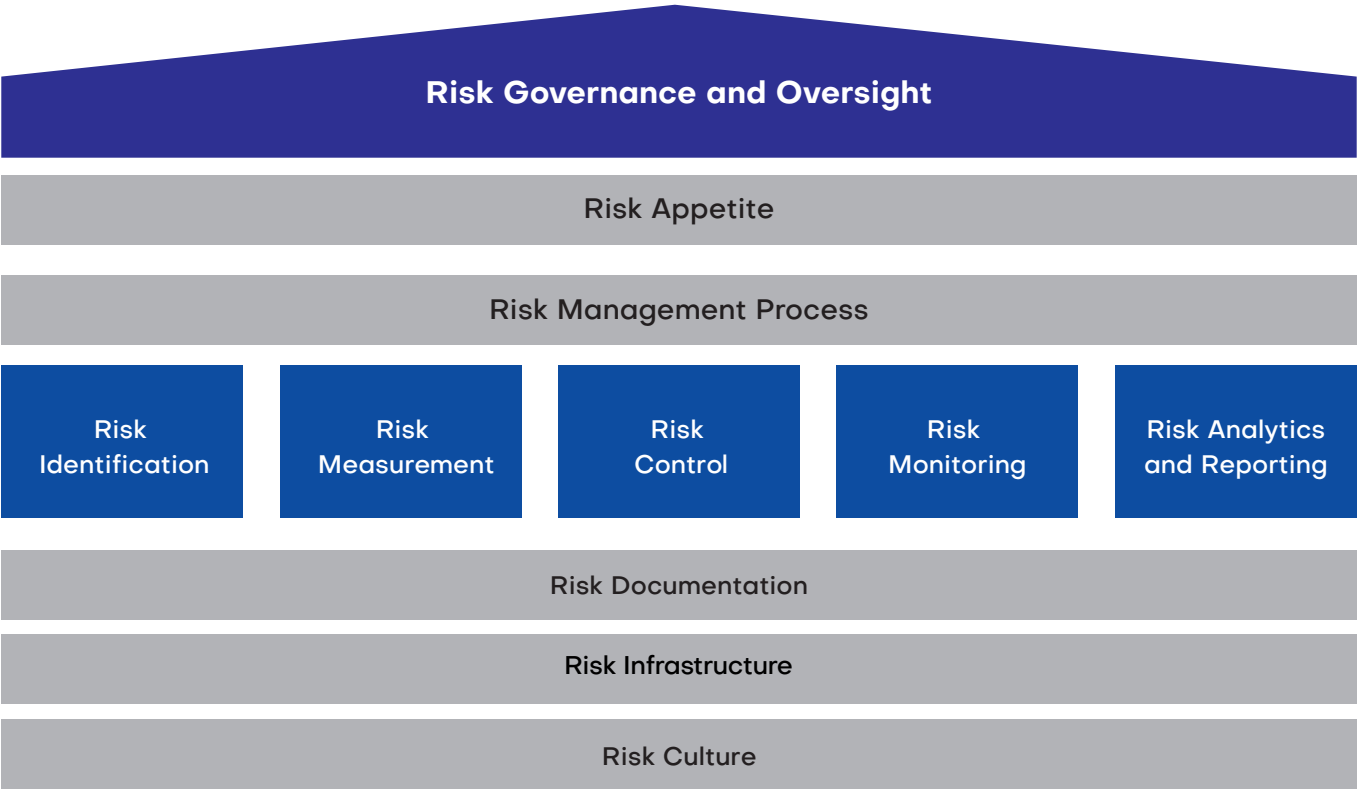 Risk Governance and Oversight
Risk Appetite
Risk Management Process
Risk
Identification
Risk
Measurement
Risk
Control
Risk
Monitoring
Risk Analytics
and Reporting
Risk Documentation
Risk Infrastructure
Risk Culture